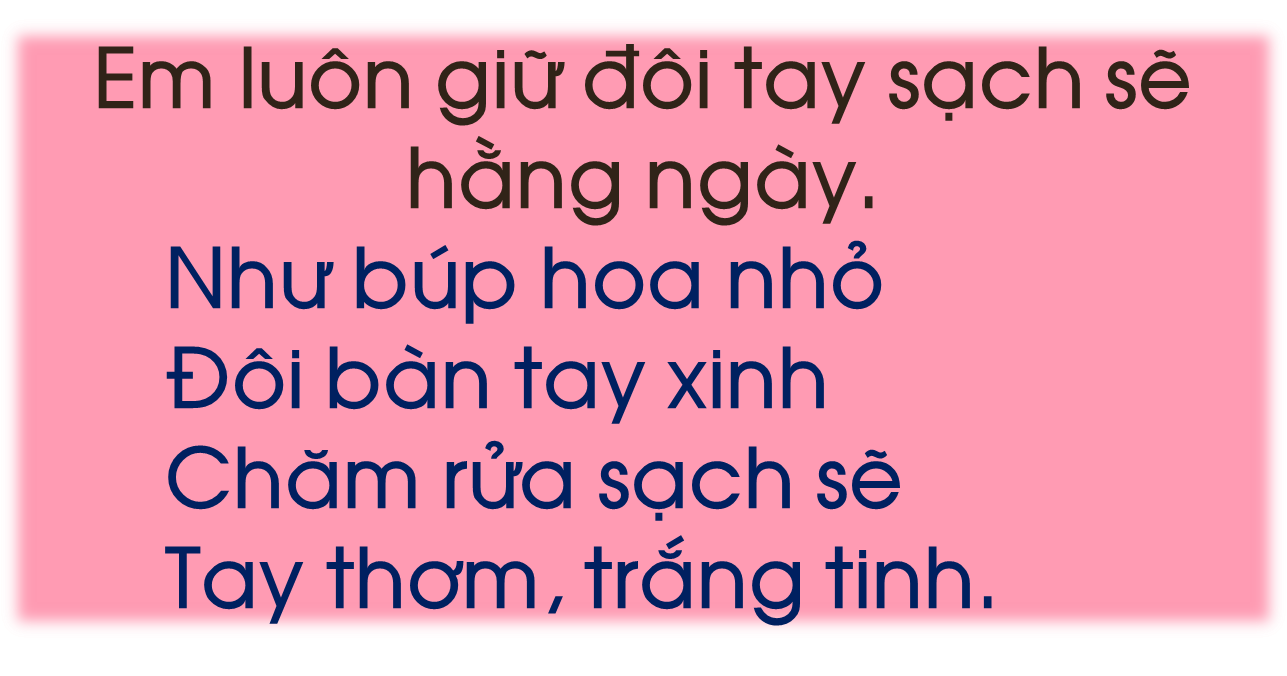 Em luôn giữ đôi tay sạch sẽ
hằng ngày.
Như búp hoa nhỏ
Đôi bàn tay xinh
Chăm rửa sạch sẽ
Tay thơm, trắng tinh.